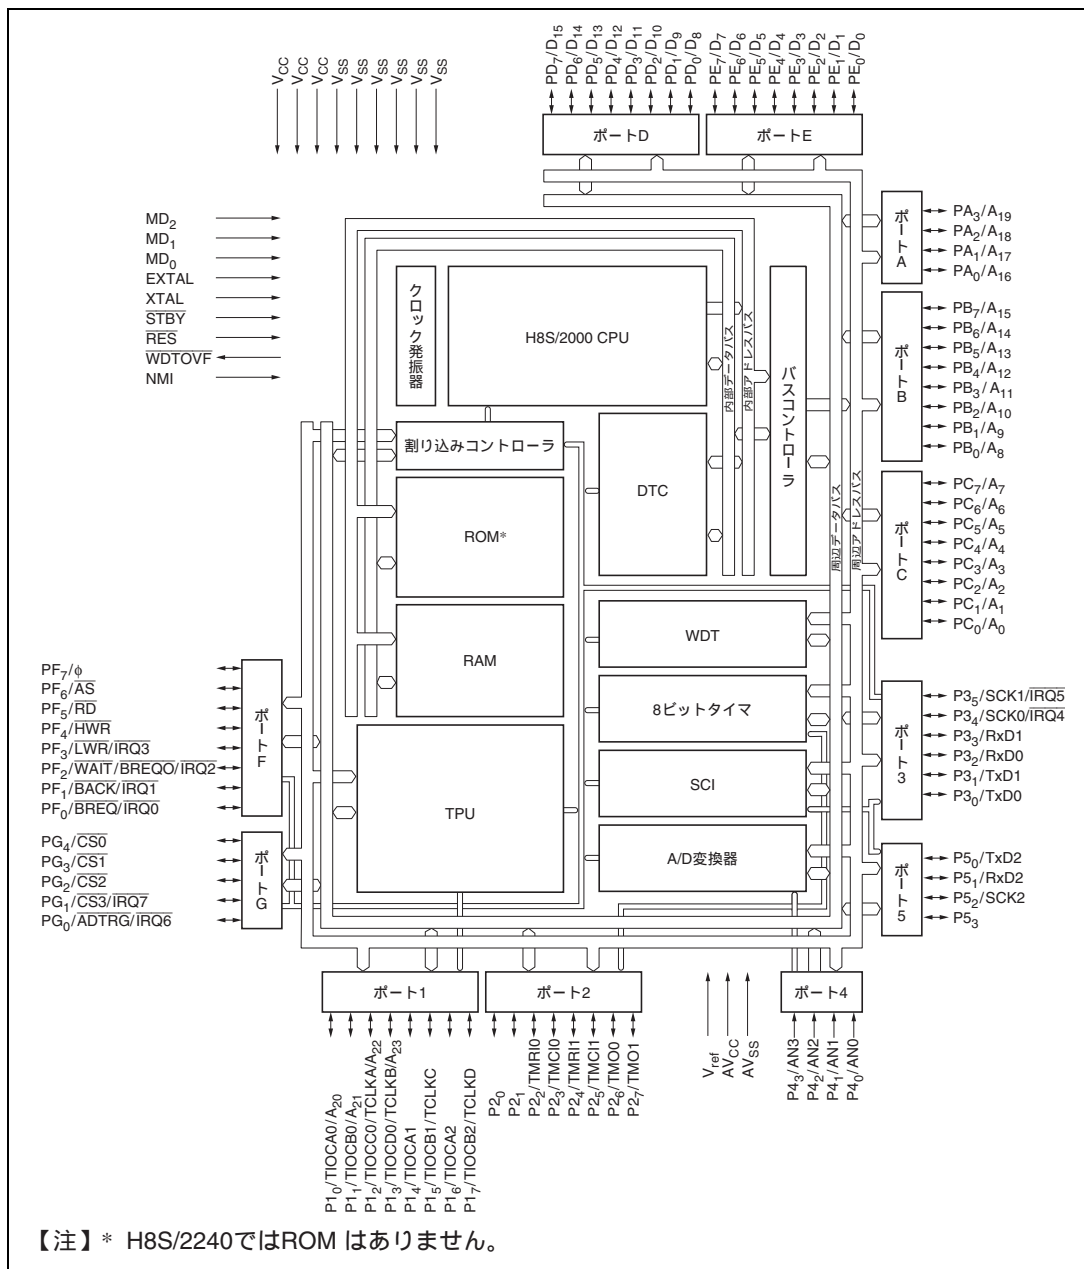 VCC
VCC
VCC
VSS
VSS
VSS
VSS
VSS
VSS
PD7/D15
PD6/D14
PD5/D13
PD4/D12
PD3/D11
PD2/D10
PD1/D9
PD0/D8
PE7/D7
PE6/D6
PE5/D5
PE4/D4
PE3/D3
PE2/D2
PE1/D1
PE0/D0
ポートD
ポートE
MD2
MD1
MD0
EXTAL
XTAL
STBY
RES
WDTOVF
NMI
クロック発振器
H8S/2000 CPU
内部データバス
内部アドレスバス
バスコントローラ
割り込みコントローラ
DTC
ROM*
RAM
TPU
WDT
8ビットタイマ
SCI
A/D変換器
周辺データバス
周辺アドレスバス
ポートA
PA3/A19
PA2/A18
PA1/A17
PA0/A16
ポートB
PB7/A15
PB6/A14
PB5/A13
PB4/A12
PB3/A11
PB2/A10
PB1/A9
PB0/A8
ポートC
PC7/A7
PC6/A6
PC5/A5
PC4/A4
PC3/A3
PC2/A2
PC1/A1
PC0/A0
PF7/φ
PF6/AS
PF5/RD
PF4/HWR
PF3/LWR/IRQ3
PF2/WAIT/BREQO/IRQ2
PF1/BACK/IRQ1
PF0/BREQ/IRQ0
ポートF
PG4/CS0
PG3/CS1
PG2/CS2
PG1/CS3/IRQ7
PG0/ADTRG/IRQ6
ポートG
ポート3
P35/SCK1/IRQ5
P34/SCK0/IRQ4
P33/RxD1
P32/RxD0
P31/TxD1
P30/TxD0
ポート5
P50/TxD2
P51/RxD2
P52/SCK2
P53
ポート1
ポート2
ポート4
P10/TIOCA0/A20
P11/TIOCB0/A21
P12/TIOCC0/TCLKA/A22
P13/TIOCD0/TCLKB/A23
P14/TIOCA1
P15/TIOCB1/TCLKC
P16/TIOCA2
P17/TIOCB2/TCLKD
P20
P21
P22/TMRI0
P23/TMCI0
P24/TMRI1
P25/TMCI1
P26/TMO0
P27/TMO1
Vref
AVCC
AVSS
P43/AN3
P42/AN2
P41/AN1
P40/AN0
【注】* H8S/2240ではROM はありません。